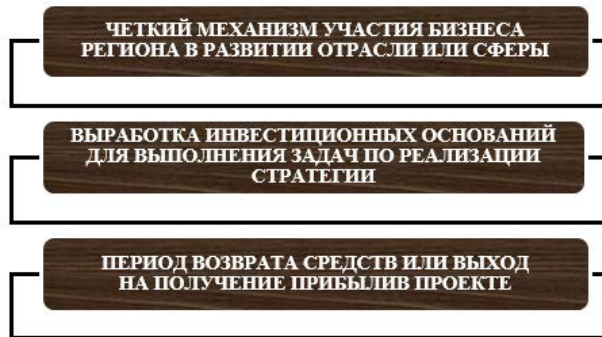 ЧЕТКИЙ МЕХАНИЗМ УЧАСТИЯ БИЗНЕСА
РЕГИОНА В РАЗВИТИИ ОТРАСЛИ ИЛИ СФЕРЫ
ВЫРАБОТКА ИНВЕСТИЦИОННЫХ ОСНОВАНИЙ
ДЛЯ ВЫПОЛНЕНИЯ ЗАДАЧ ПО РЕАЛИЗАЦИИ
СТРАТЕГИИ
ПЕРИОД ВОЗВРАТА СРЕДСТВ ИЛИ ВЫХОД
НА ПОЛУЧЕНИЕ ПРИБЫЛИВ ПРОЕКТЕ